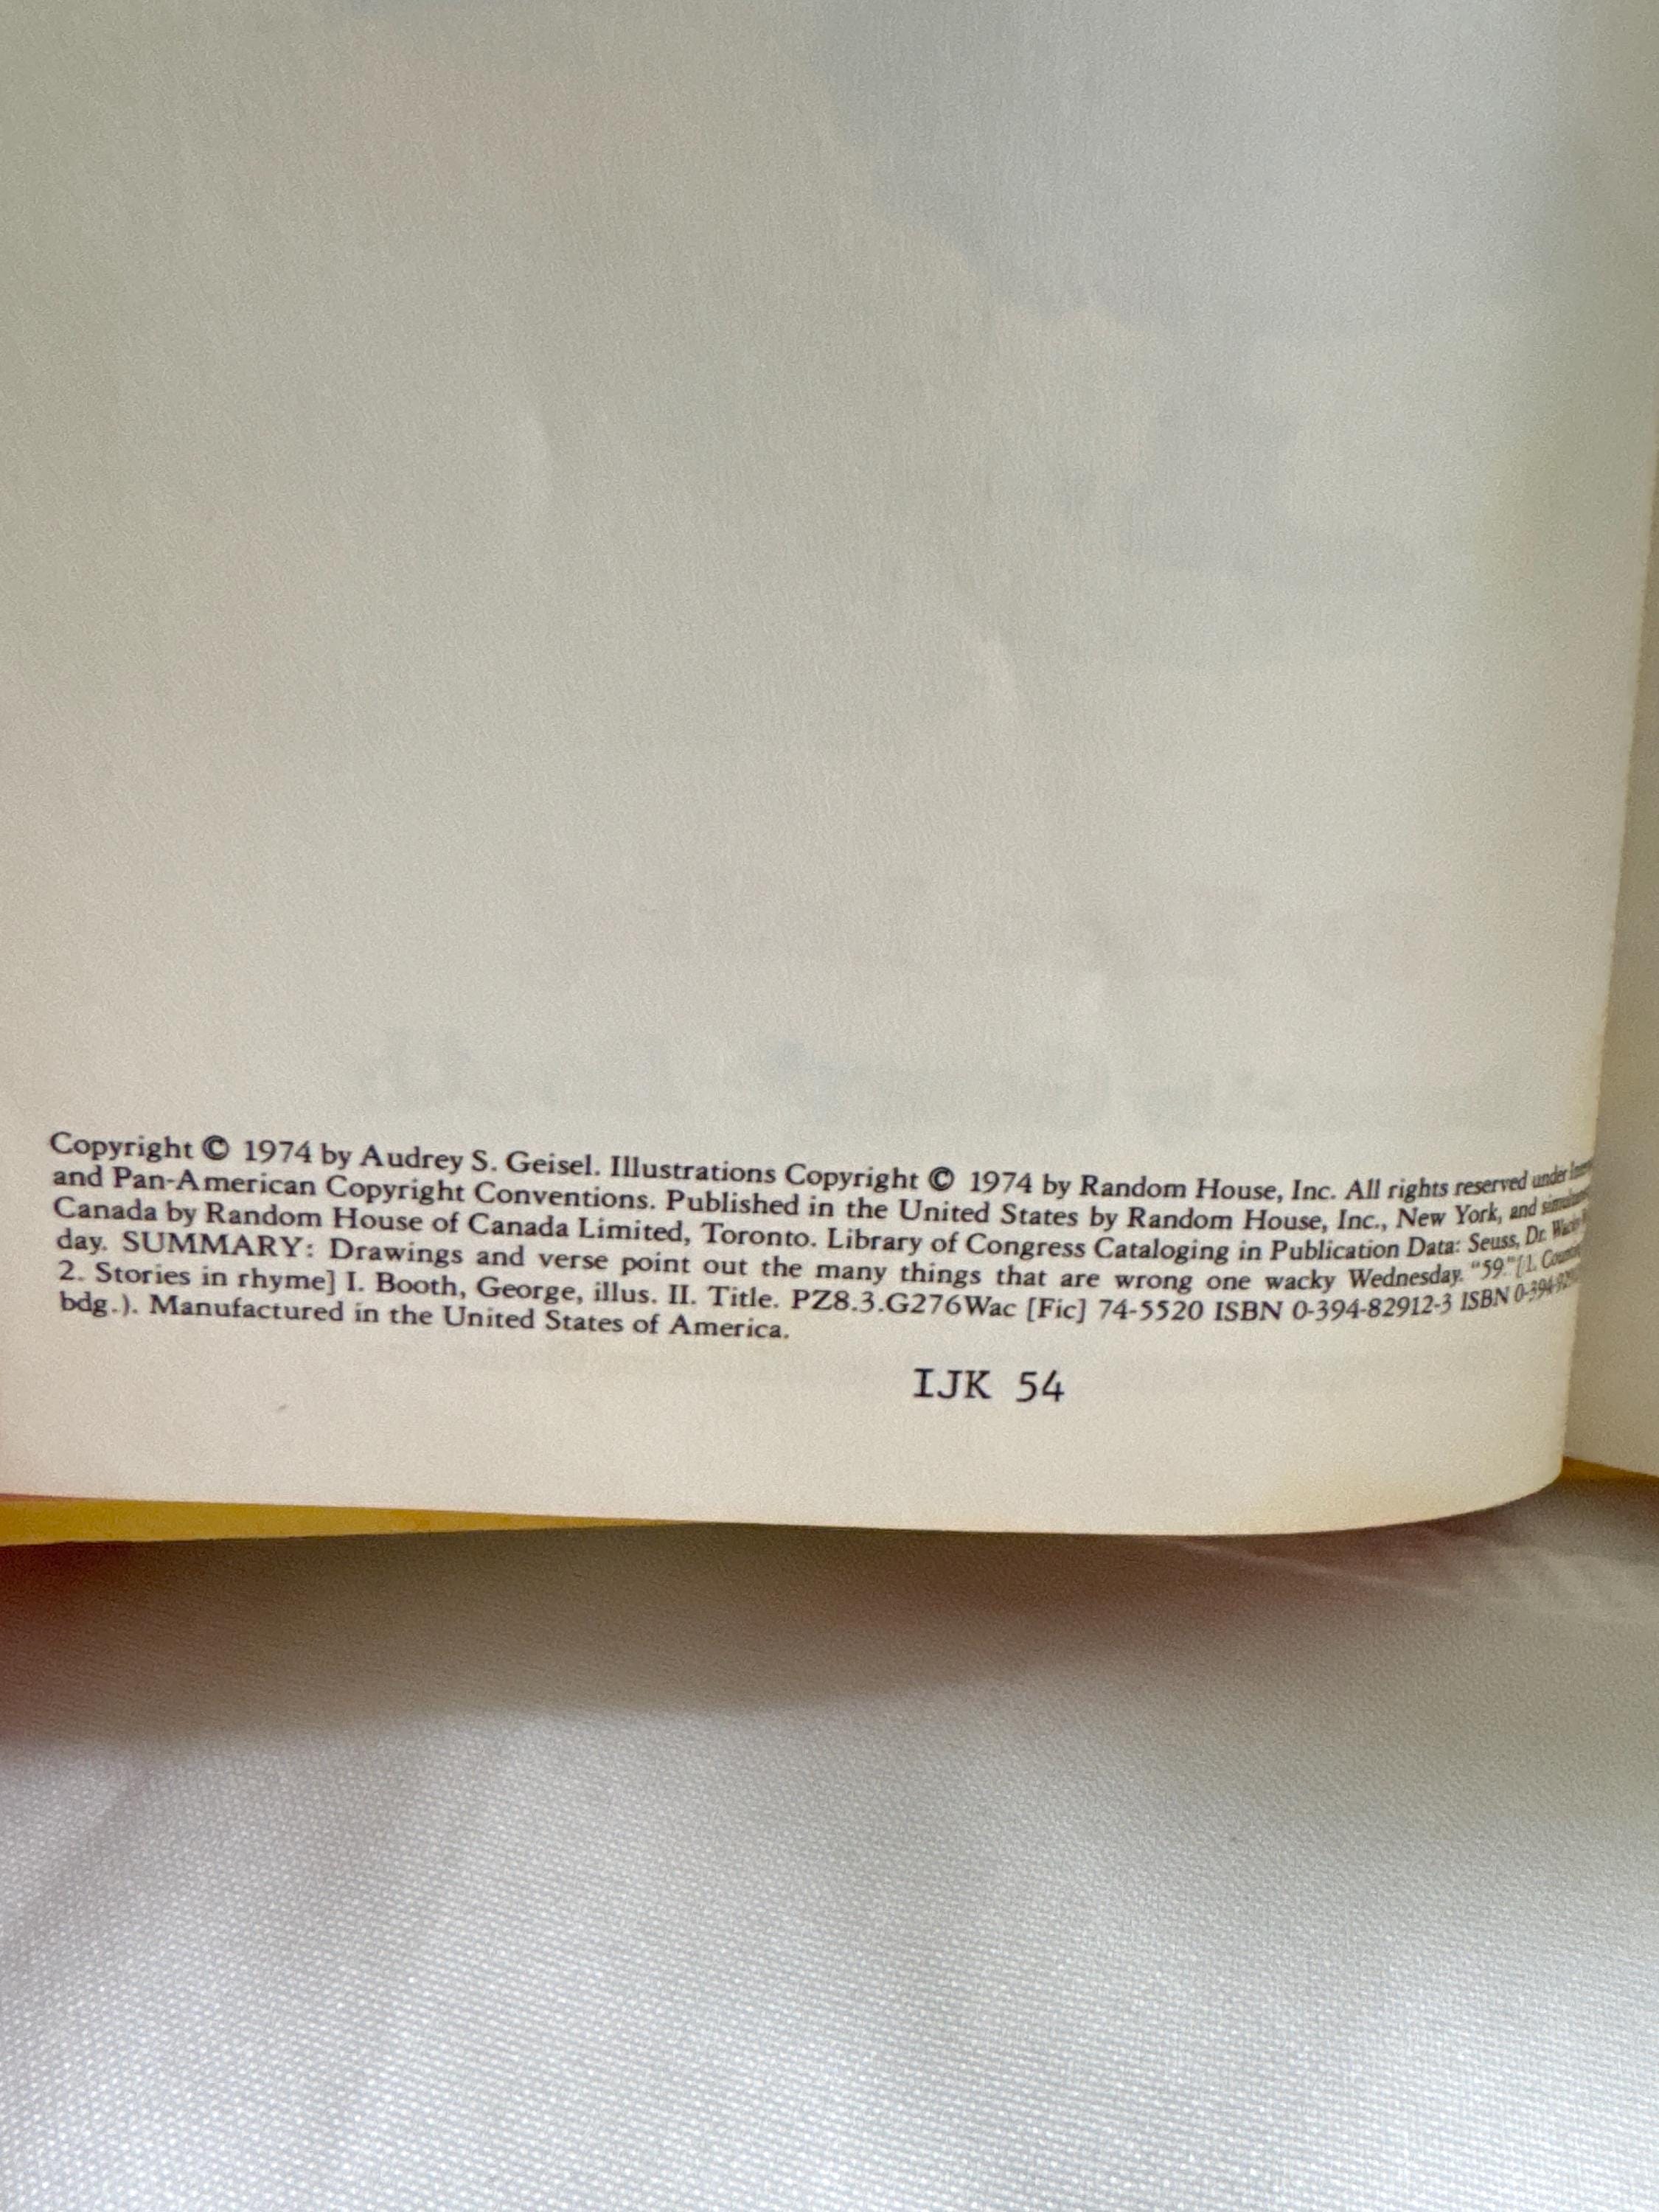 Copyright © 1974 by Audrey S. Geisel. Illustrations Copyright © 1974 by Random House, Inc. All rights reserved under
and Pan-American Copyright Conventions. Published in the United States by Random House, Inc., New York, and
Canada by Random House of Canada Limited, Toronto. Library of Congress Cataloging in Publication Data: Seuss, Dr.
day. SUMMARY: Drawings and verse point out the many things that are wrong one wacky Wednesday. "59." [1.
2. Stories in rhyme] I. Booth, George, illus. II. Title. PZ8.3.G276Wac [Fic] 74-5520 ISBN 0-394-82912-3 ISBN
bdg.). Manufactured in the United States of America.
IJK 54